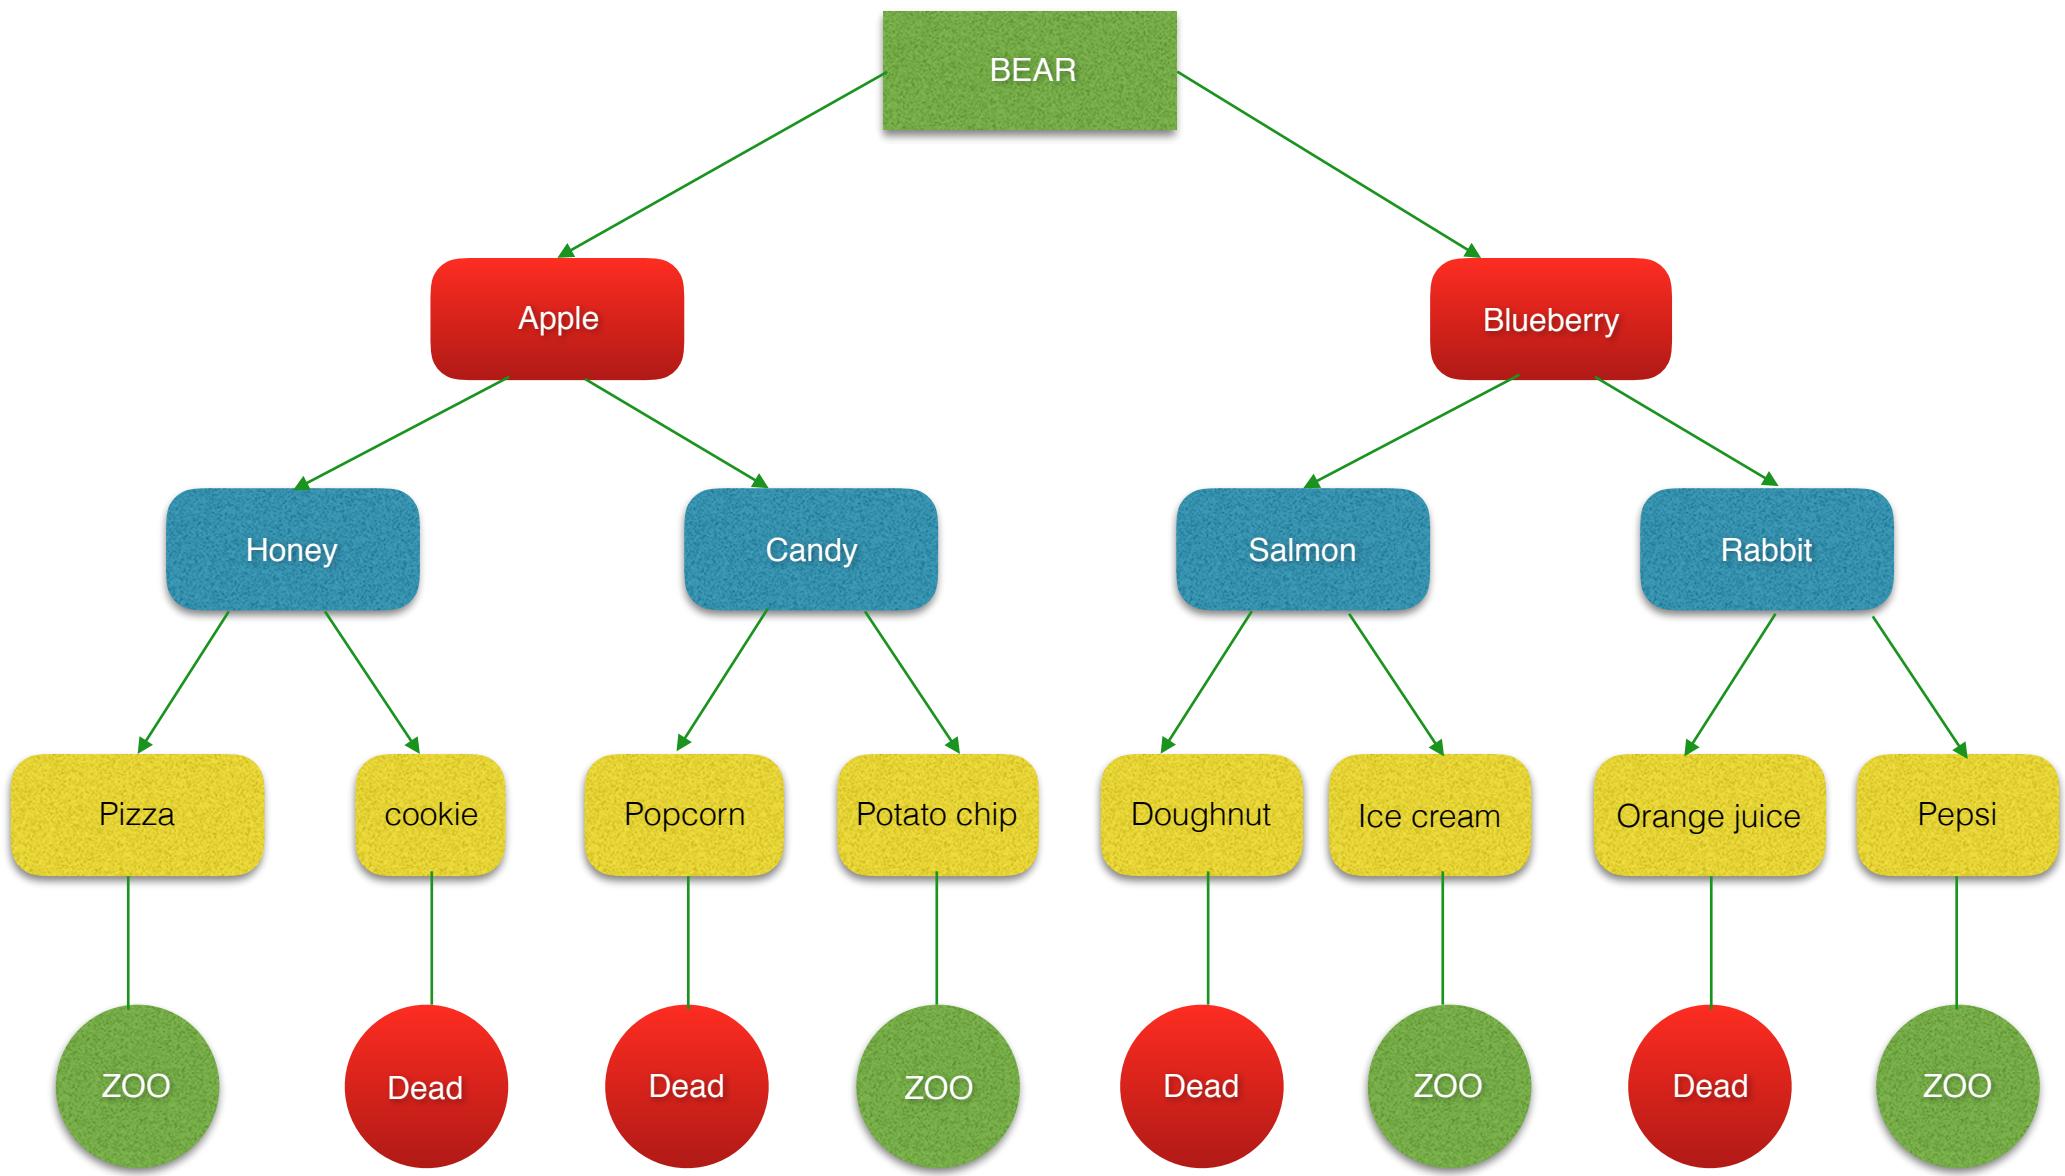 BEAR
Apple
Blueberry
Honey
Candy
Salmon
Rabbit
Pizza
cookie
Popcorn
Potato chip
Doughnut
Ice cream
Orange juice
Pepsi
ZOO
Dead
Dead
ZOO
Dead
ZOO
Dead
ZOO